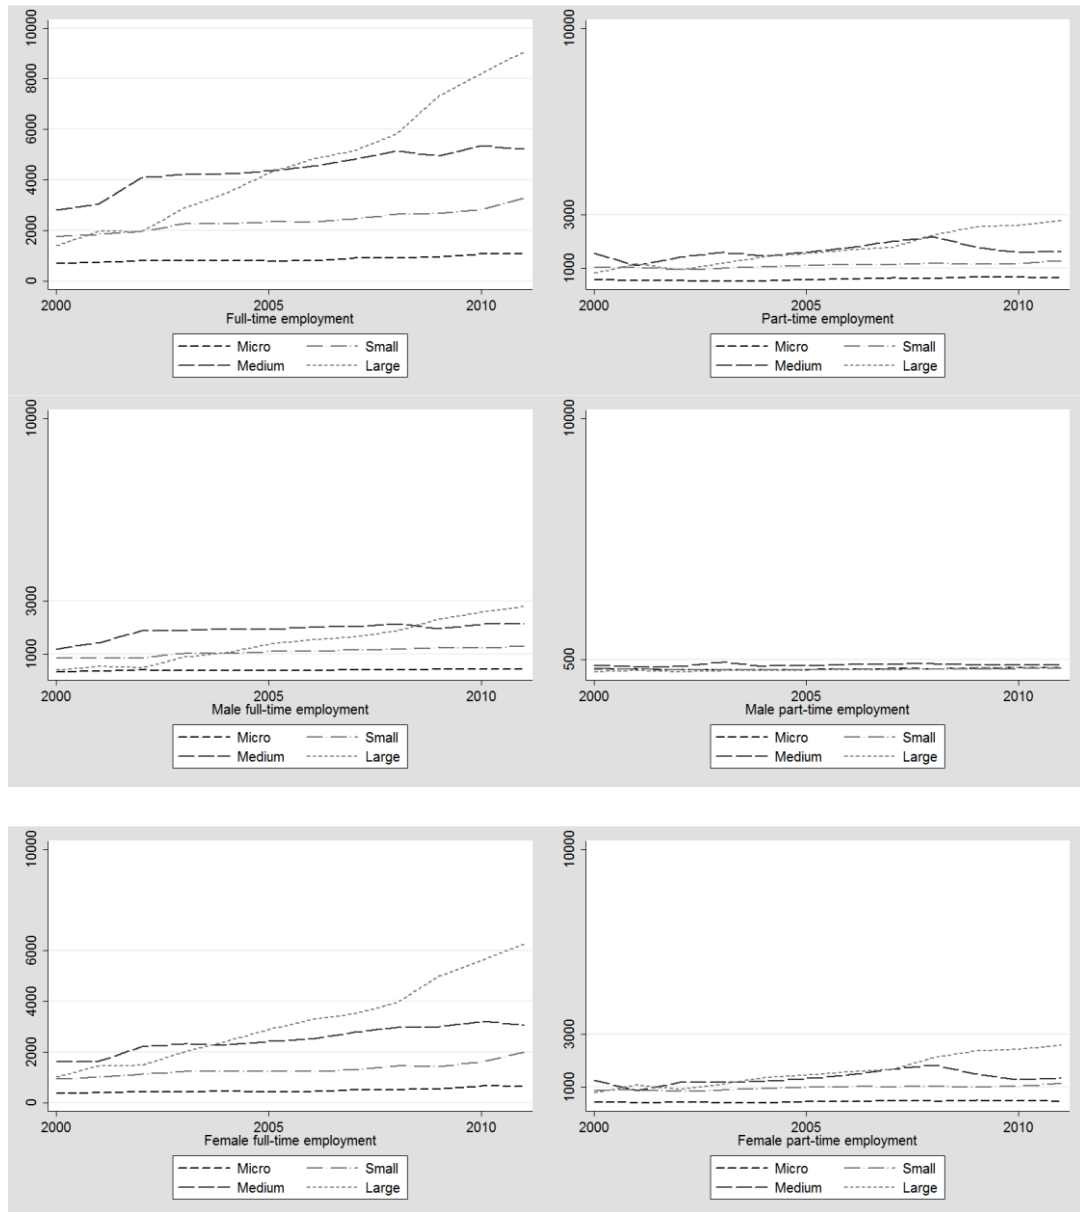 10000
8000
6000
4000
2000
0
2000 2005 2010
Full-time employment
Micro Small
Medium Large
10000
3000
1000
2000 2005 2010
Part-time employment
Micro Small
Medium Large
10000
3000
1000
2000 2005 2010
Male full-time employment
Micro Small
Medium Large
10000
500
2000 2005 2010
Male part-time employment
Micro Small
Medium Large
10000
6000
4000
2000
0
2000 2005 2010
Female full-time employment
Micro Small
Medium Large
10000
3000
1000
2000 2005 2010
Female part-time employment
Micro Small
Medium Large